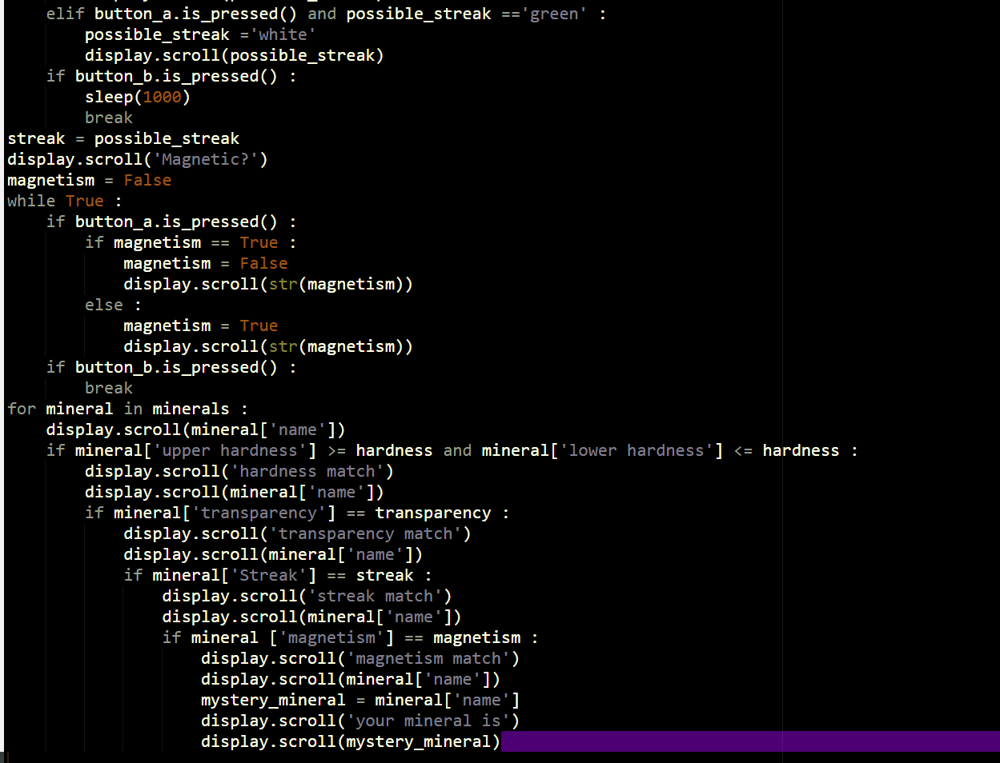 elif button_a.is_pressed() and possible_streak =='green' :
        possible_streak ='white'
        display.scroll(possible_streak)
    if button_b.is_pressed() :
        sleep(1000)
        break
streak = possible_streak
display.scroll('Magnetic?')
magnetism = False
while True :
    if button_a.is_pressed() :
        if magnetism == True :
            magnetism = False
            display.scroll(str(magnetism))
        else :
            magnetism = True
            display.scroll(str(magnetism))
    if button_b.is_pressed() :
        break
for mineral in minerals :
    display.scroll(mineral['name'])
    if mineral['upper hardness'] >= hardness and mineral['lower hardness'] <= hardness :
        display.scroll('hardness match')
        display.scroll(mineral['name'])
        if mineral['transparency'] == transparency :
            display.scroll('transparency match')
            display.scroll(mineral['name'])
            if mineral['Streak'] == streak :
                display.scroll('streak match')
                display.scroll(mineral['name'])
                if mineral ['magnetism'] == magnetism :
                    display.scroll('magnetism match')
                    display.scroll(mineral['name'])
                    mystery_mineral = mineral['name']
                    display.scroll('your mineral is')
                    display.scroll(mystery_mineral)